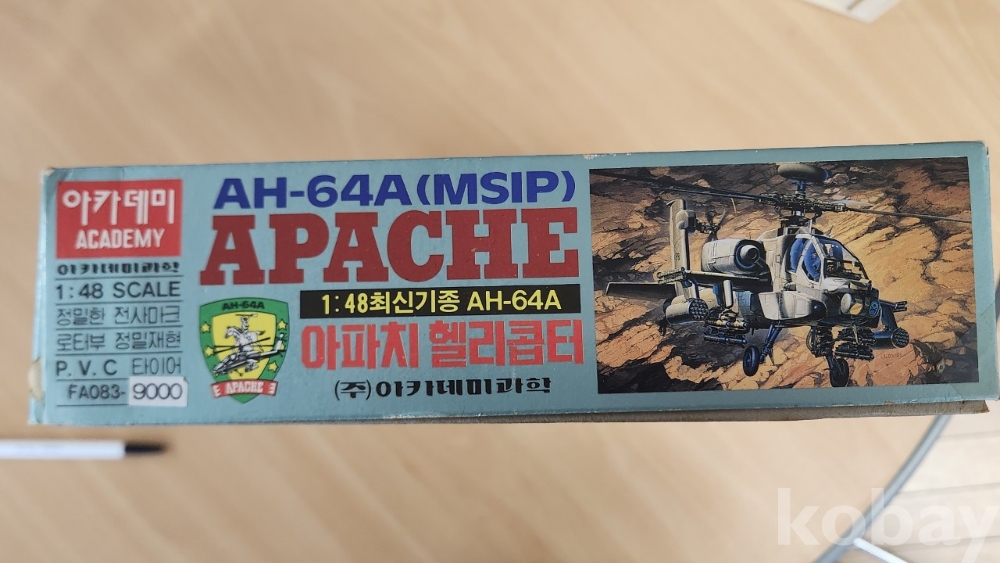 아카데미
ACADEMY
아카데미과학
1:48 SCALE
정밀한 전사마크
로터부 정밀재현
P.V.C 타이어
FA083-9000
AH-64A(MSIP)
APACHE
1:48최신기종 AH-64A
아파치 헬리콥터
(주)아카데미과학
AH-64A
APACHE
kobay